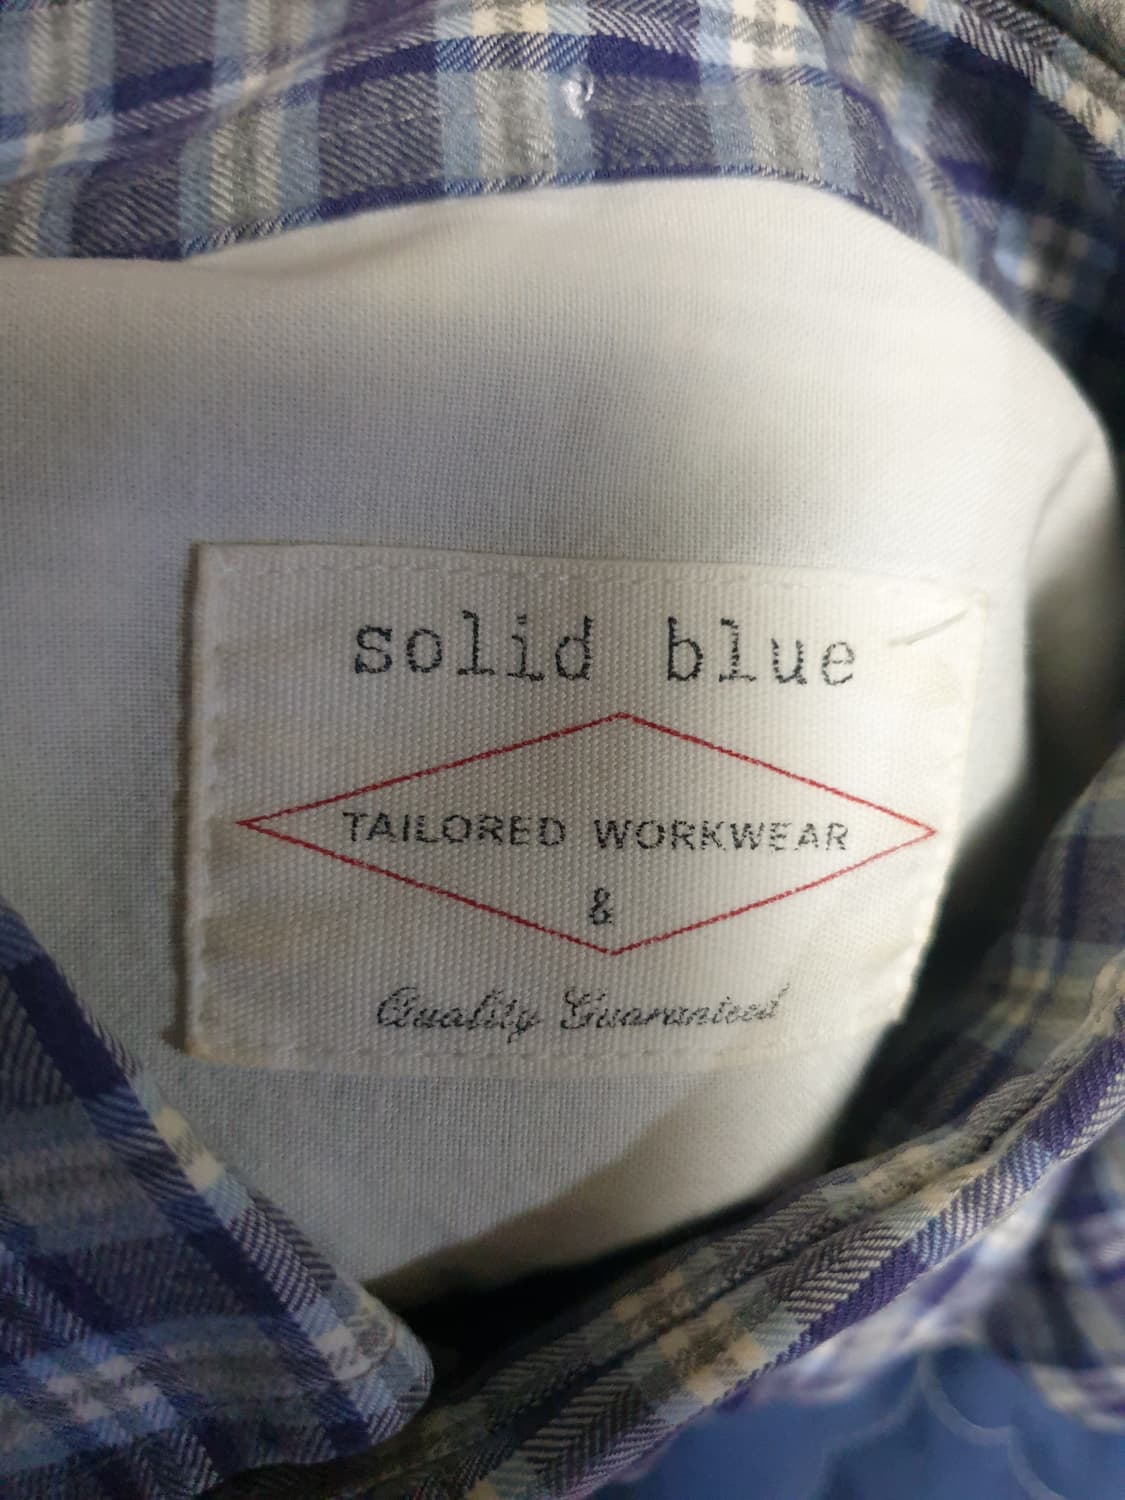 solid blue
TAILORED WORKWEAR
&
Quality Guaranteed